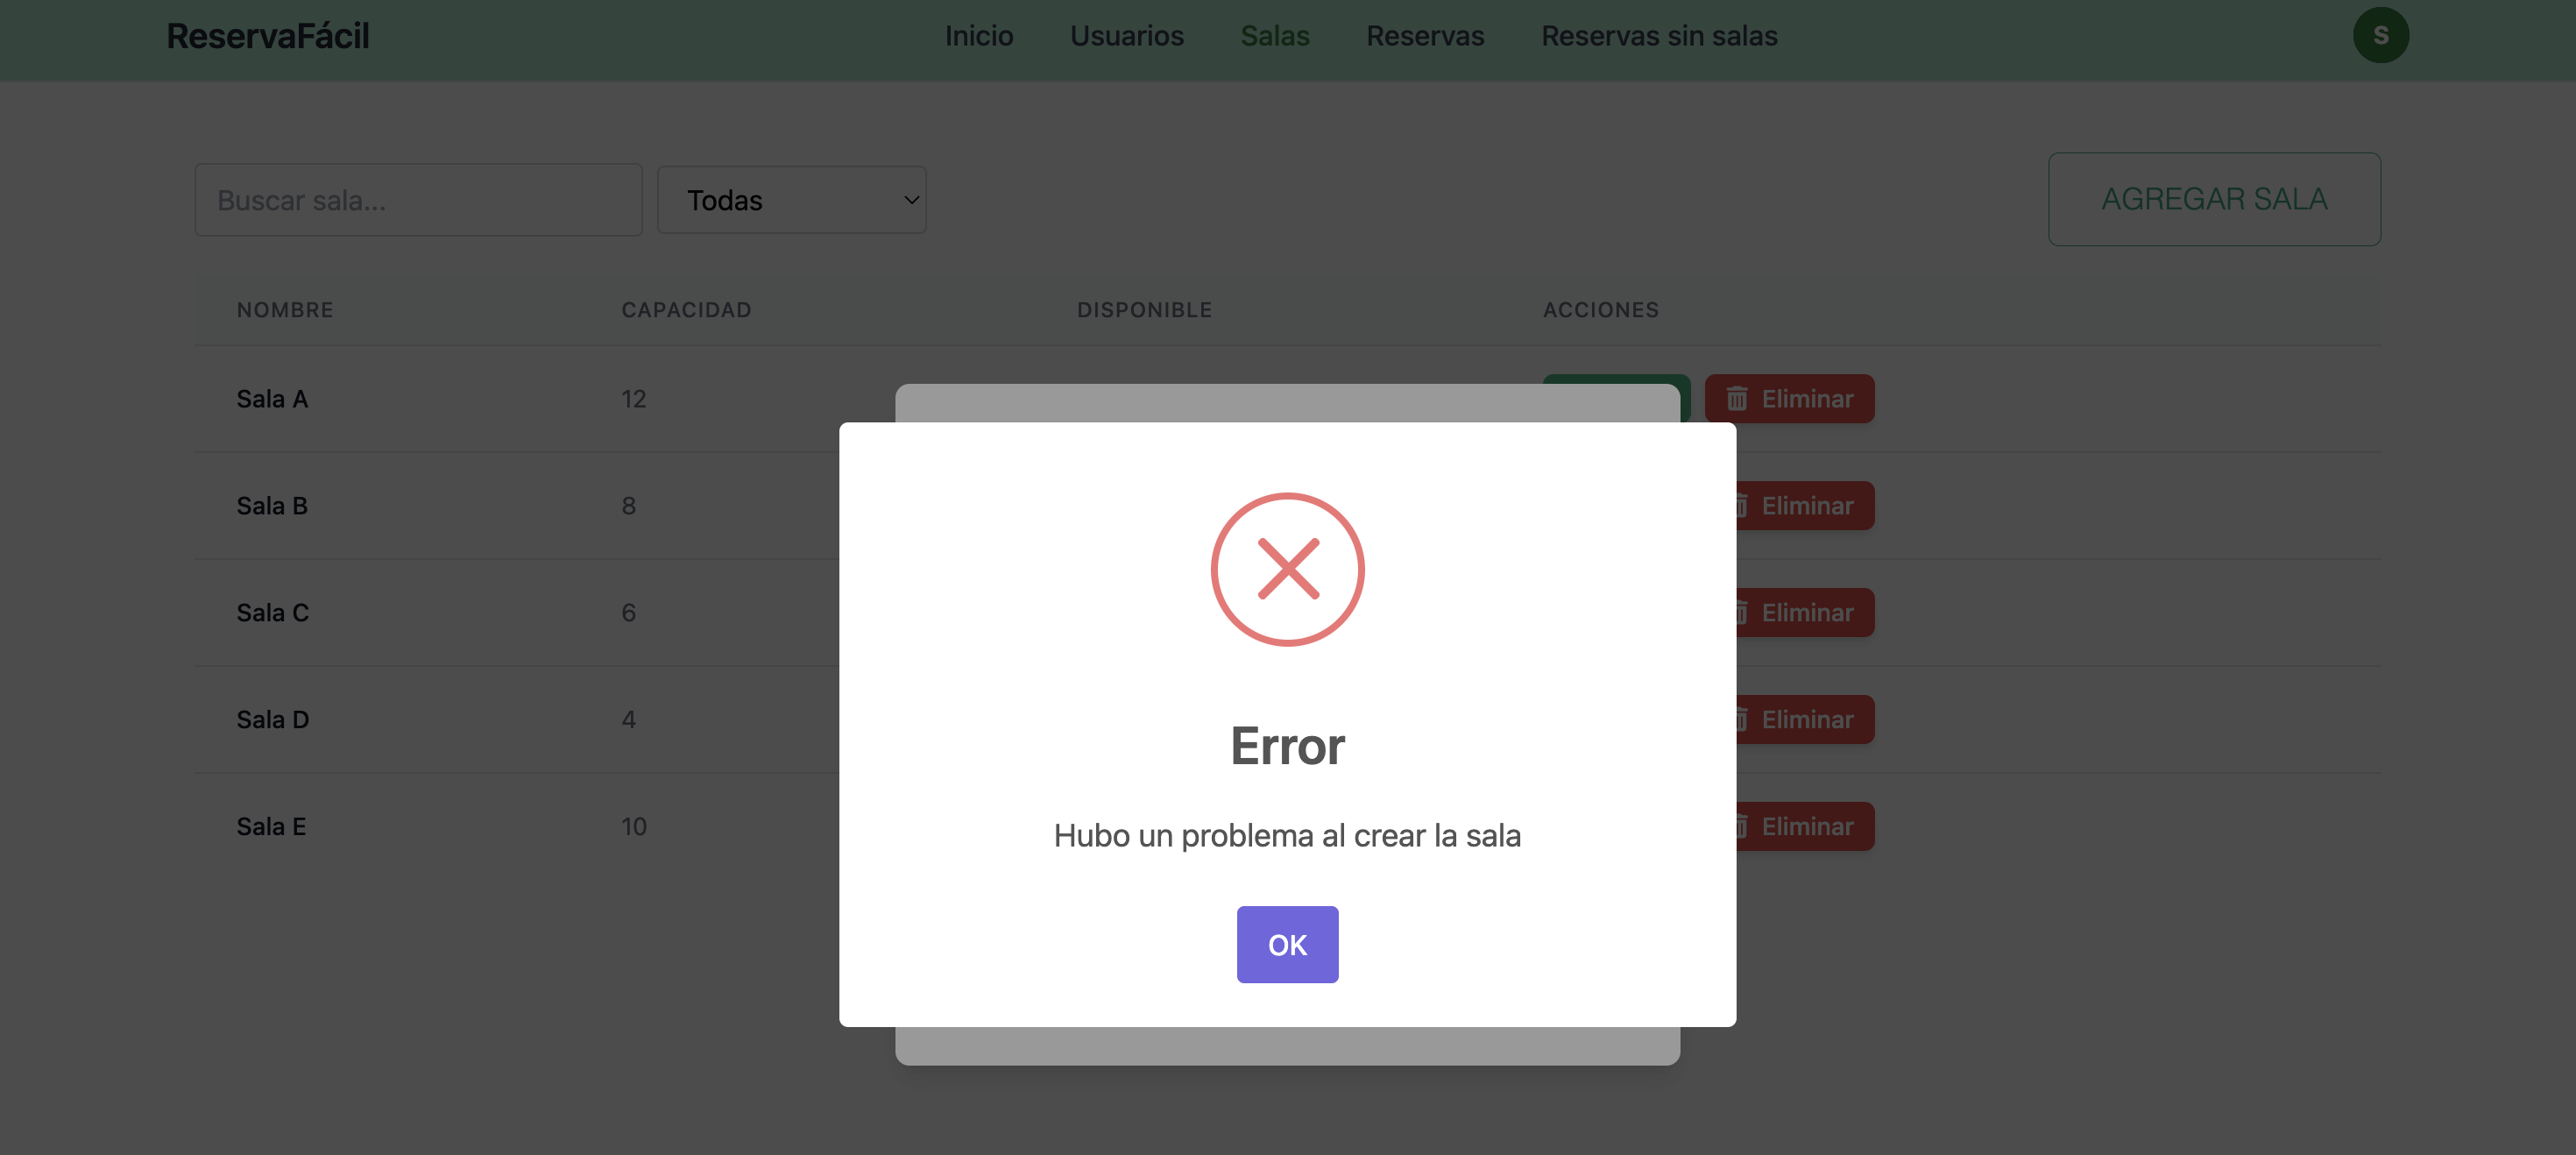 ReservaFácil
Inicio Usuarios Salas Reservas Reservas sin salas
S
Buscar sala...
Todas
AGREGAR SALA
NOMBRE CAPACIDAD DISPONIBLE ACCIONES
Sala A 12 Eliminar
Sala B 8 Eliminar
Sala C 6 Eliminar
Sala D 4 Eliminar
Sala E 10 Eliminar
Error
Hubo un problema al crear la sala
OK